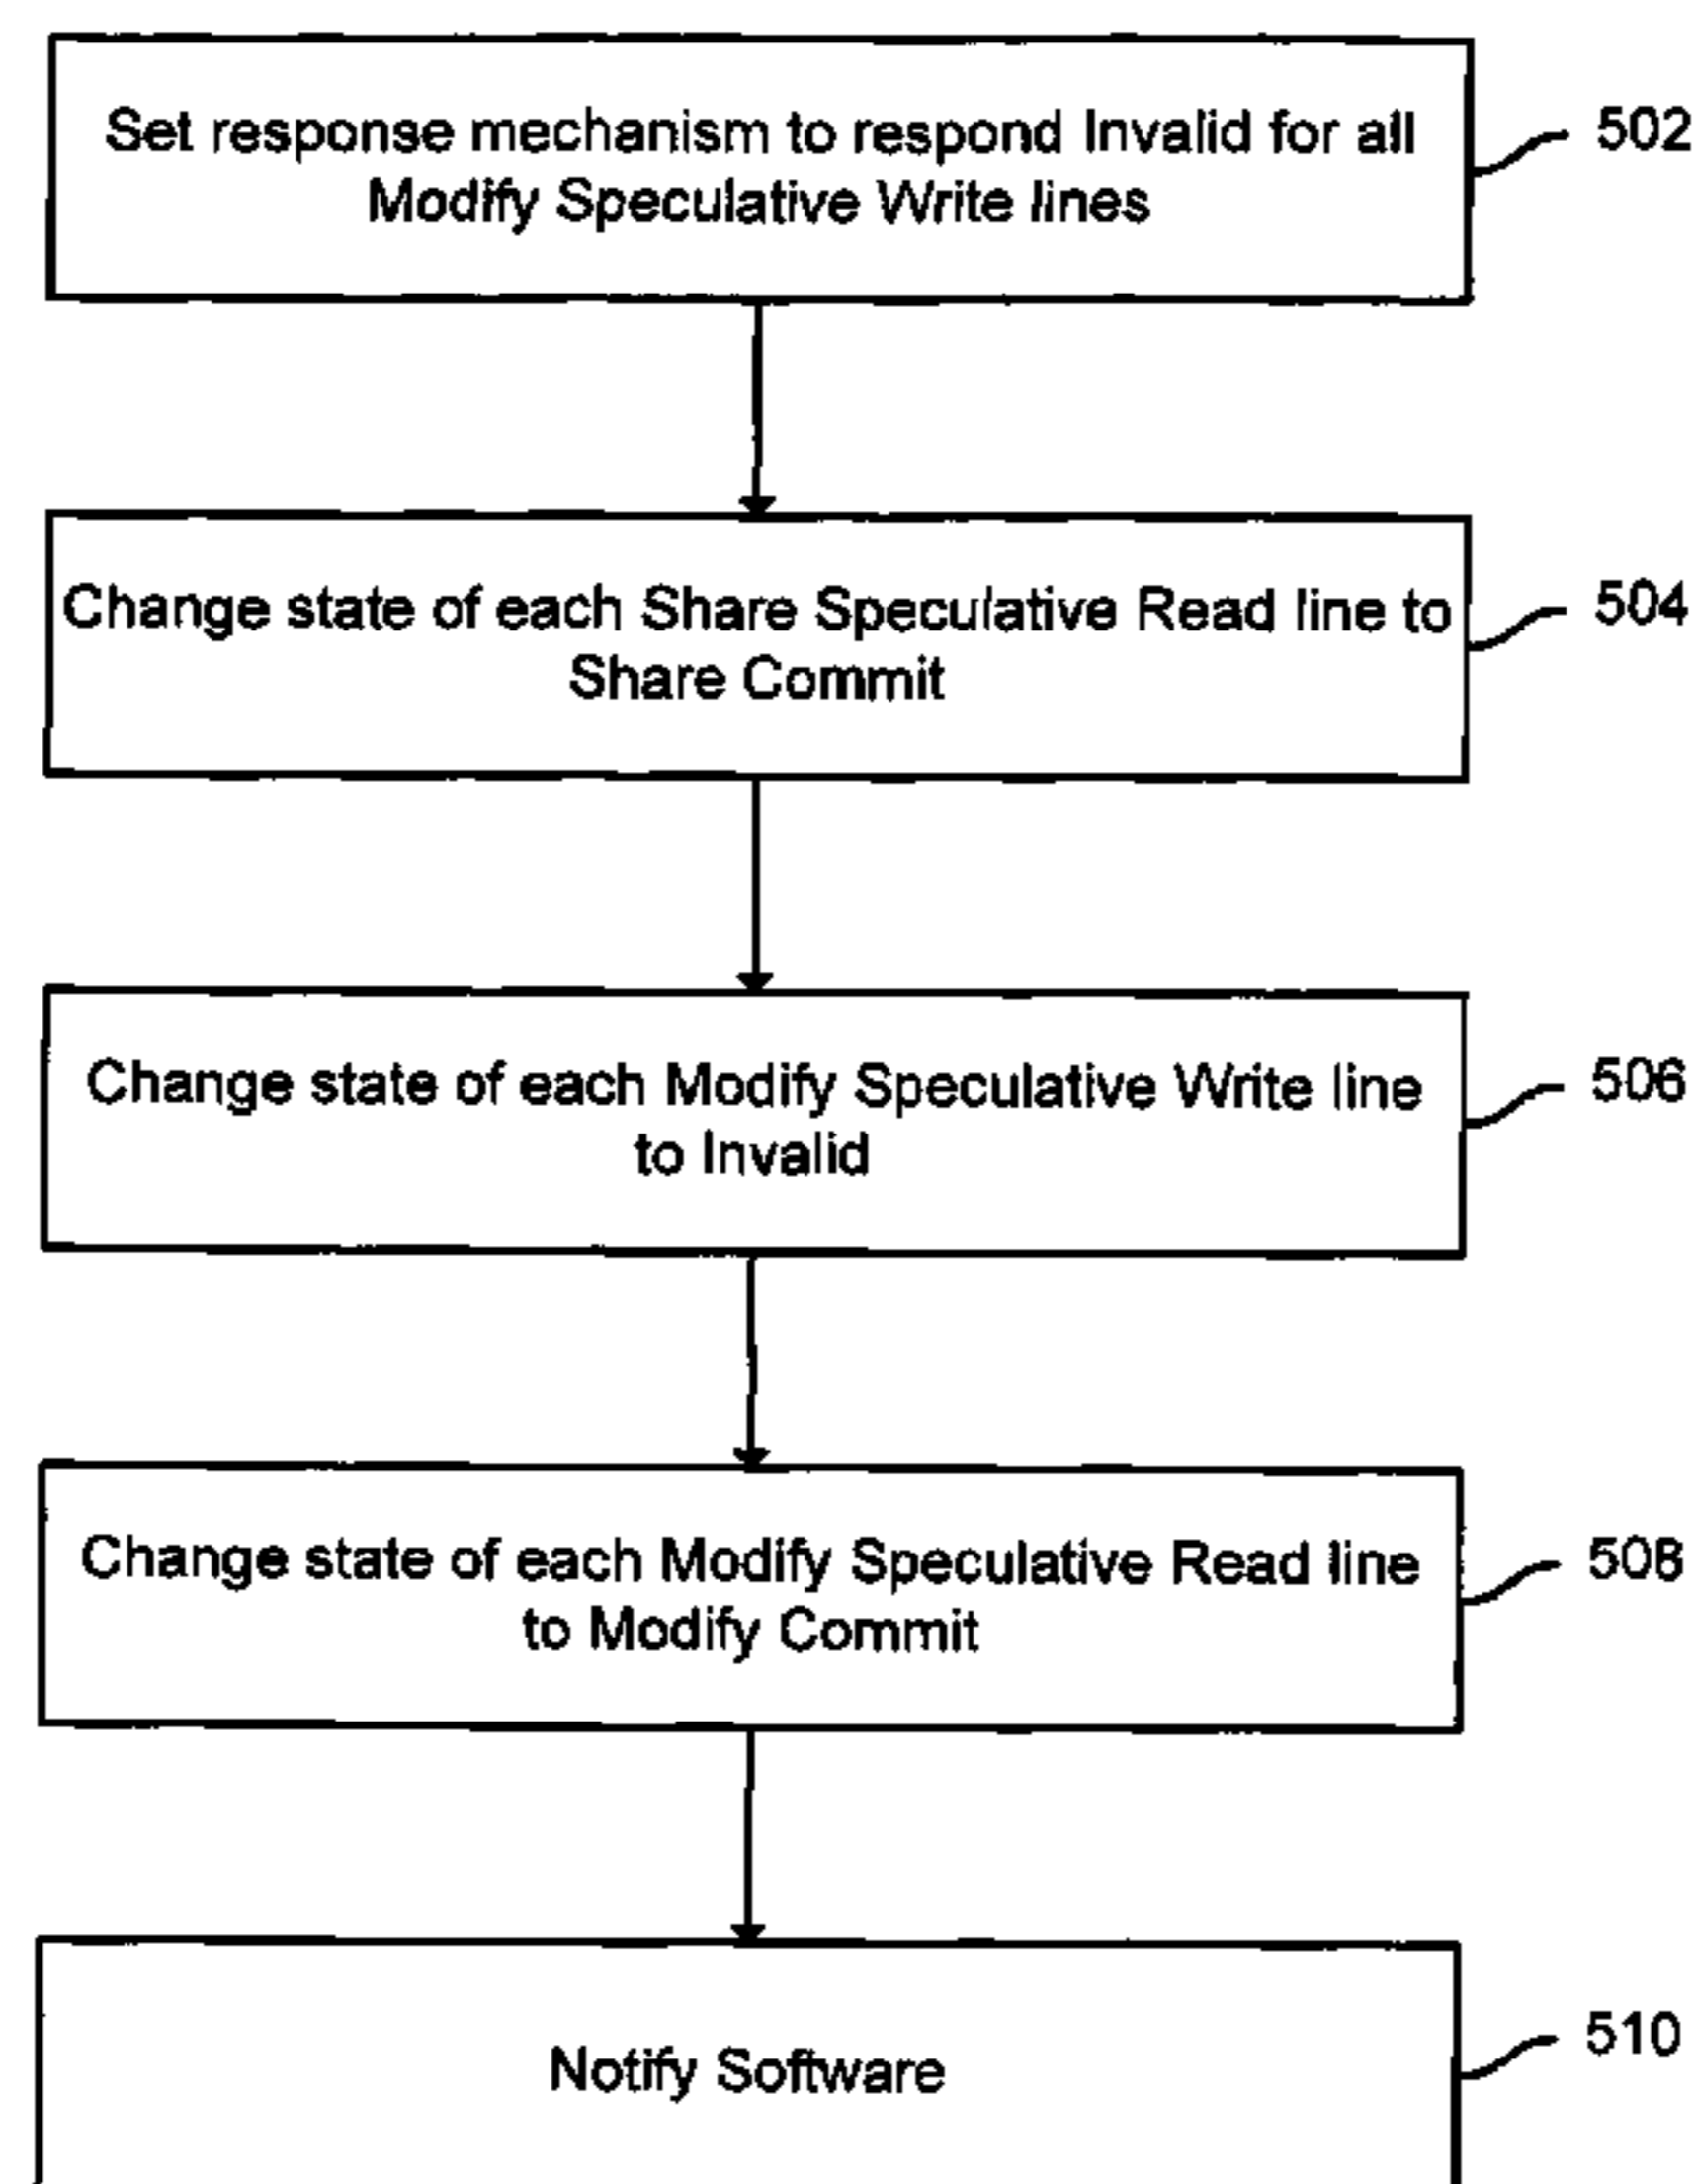 Set response mechanism to respond Invalid for all
Modify Speculative Write lines
502
Change state of each Share Speculative Read line to
Share Commit
504
Change state of each Modify Speculative Write line
to Invalid
506
Change state of each Modify Speculative Read line
to Modify Commit
508
Notify Software
510